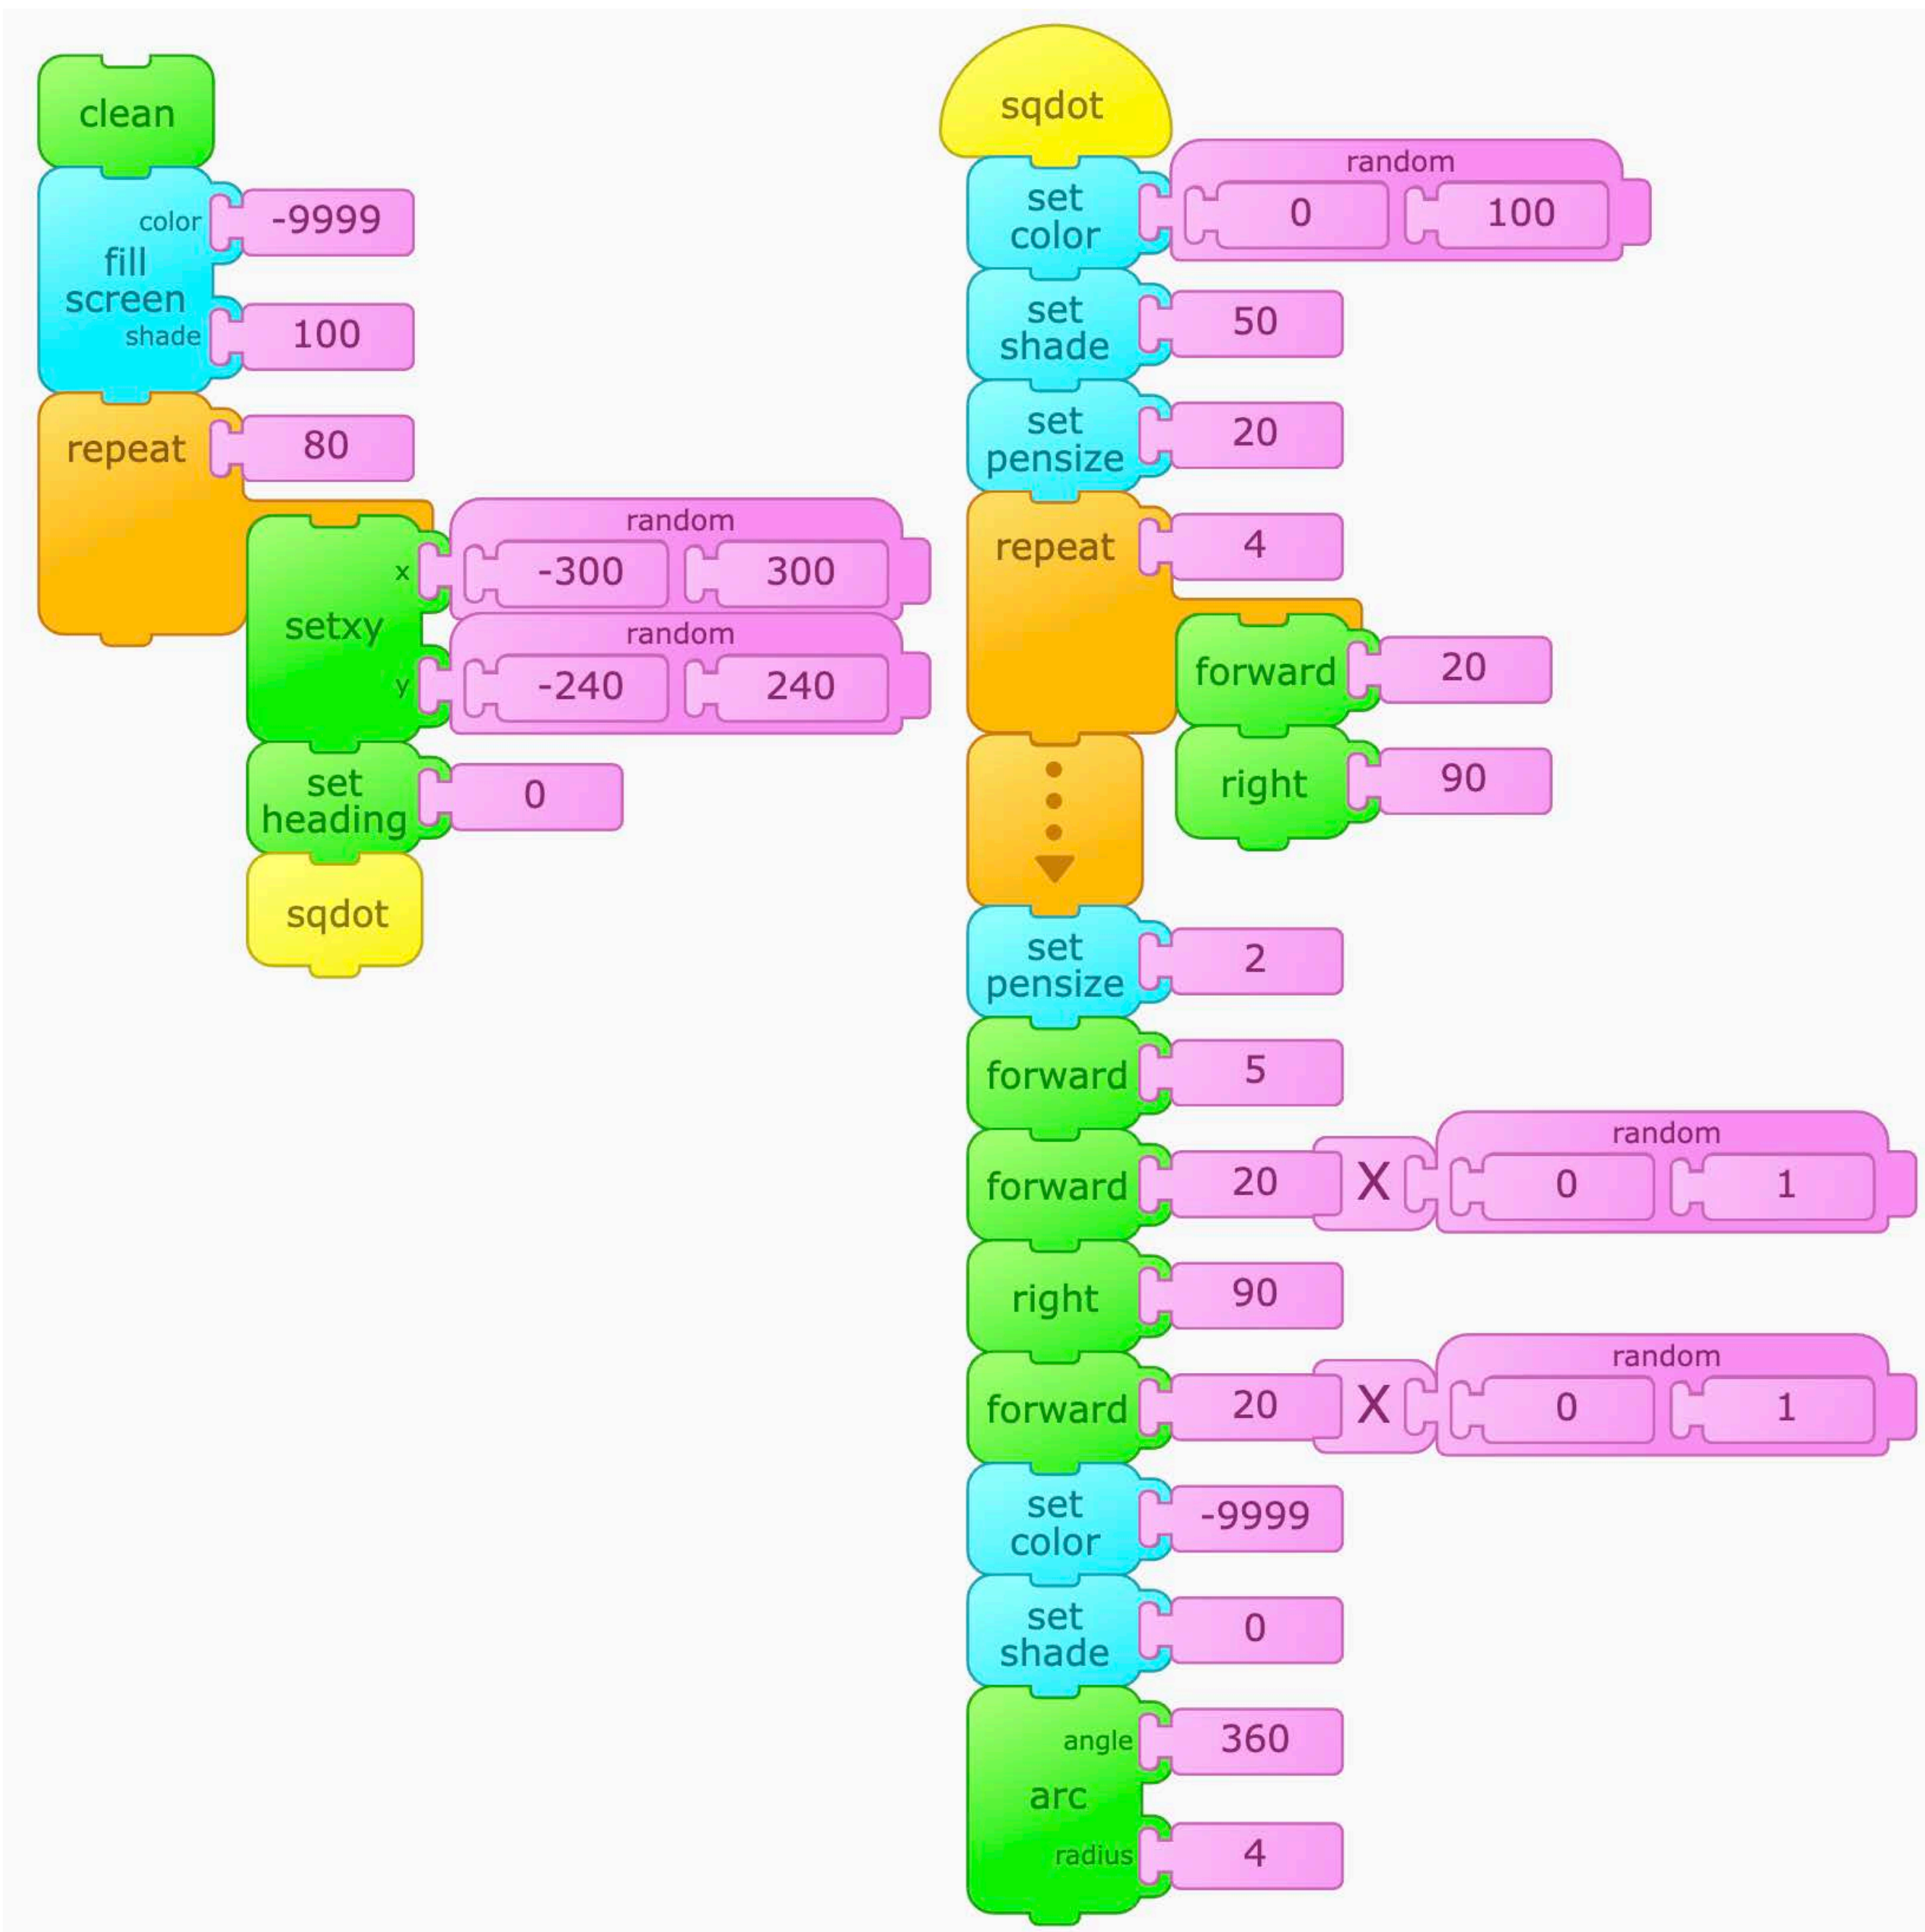 clean
color -9999
fill
screen
shade 100
repeat 80
random
x -300 300
setxy
random
y -240 240
set
heading 0
sqdot
sqdot
random
set
color 0 100
set
shade 50
set
pensize 20
repeat 4
forward 20
right 90
set
pensize 2
forward 5
random
forward 20 X 0 1
right 90
random
forward 20 X 0 1
set
color -9999
set
shade 0
angle 360
arc
radius 4